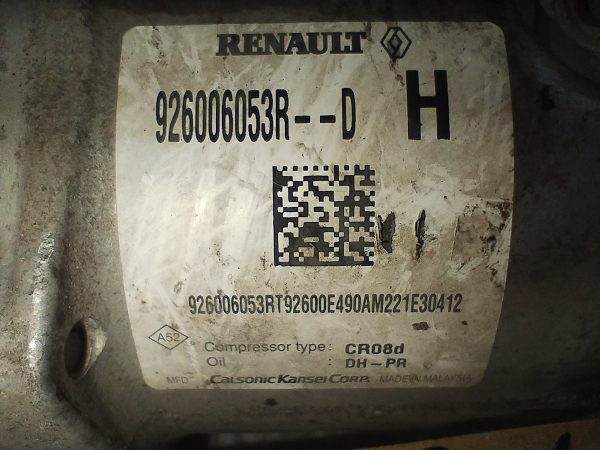 RENAULT
926006053R--D H
926006053RT92600E490AM221E30412
A52
Compressor type: CR08d
Oil : DH-PR
MFD CALSONIC KANSEI CORP. MADE IN MALAYSIA